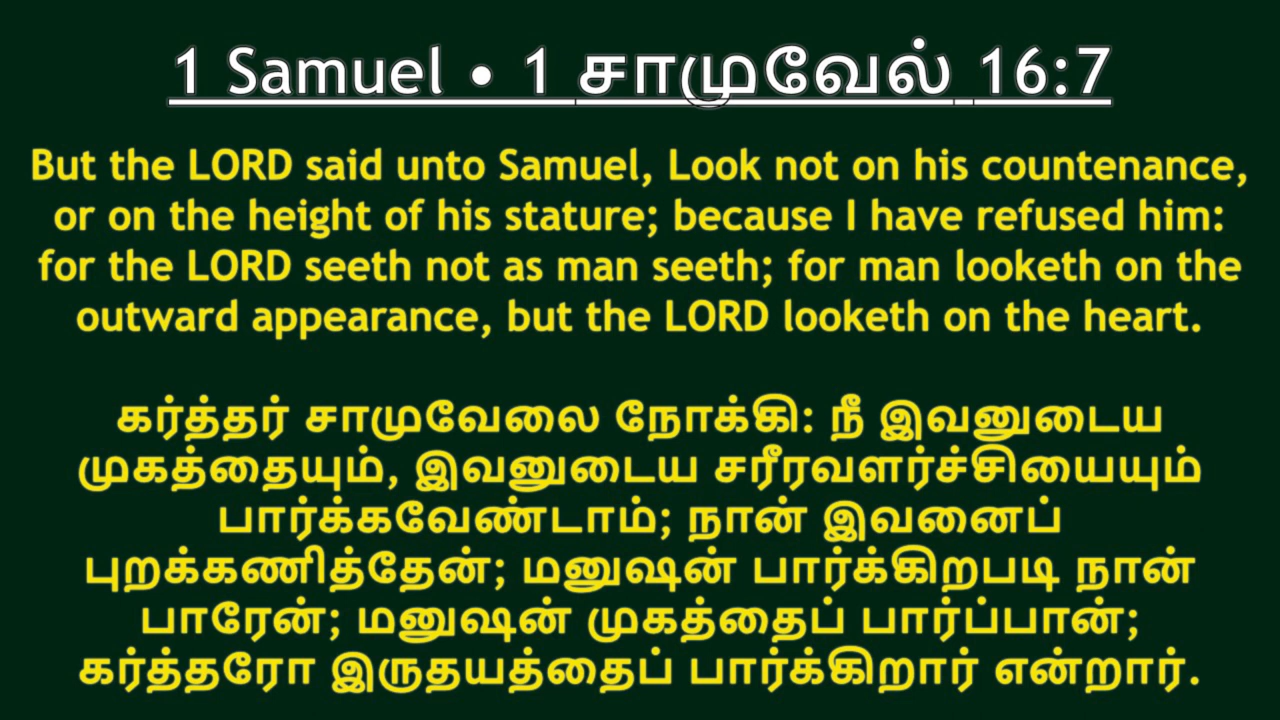 1 Samuel • 1 சாமுவேல் 16:7
But the LORD said unto Samuel, Look not on his countenance,
or on the height of his stature; because I have refused him:
for the LORD seeth not as man seeth; for man looketh on the
outward appearance, but the LORD looketh on the heart.
கர்த்தர் சாமுவேலை நோக்கி: நீ இவனுடைய
முகத்தையும், இவனுடைய சரீரவளர்ச்சியையும்
பார்க்கவேண்டாம்; நான் இவனைப்
புறக்கணித்தேன்; மனுஷன் பார்க்கிறபடி நான்
பாரேன்; மனுஷன் முகத்தைப் பார்ப்பான்;
கர்த்தரோ இருதயத்தைப் பார்க்கிறார் என்றார்.